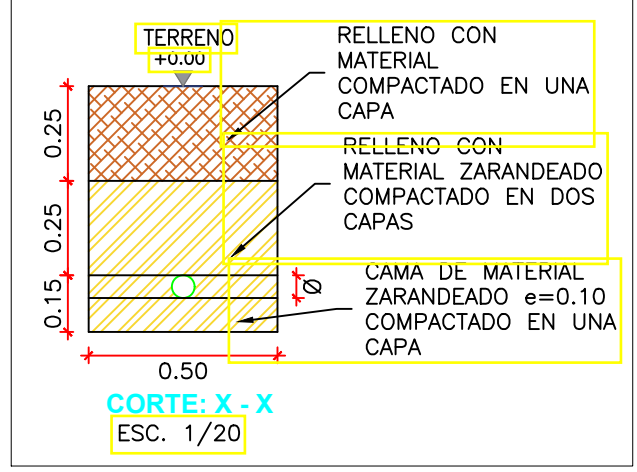 TERRENO
+0.00
RELLENO CON
MATERIAL
COMPACTADO EN UNA
CAPA
0.25
RELLENO CON
MATERIAL ZARANDEADO
COMPACTADO EN DOS
CAPAS
0.25
CAMA DE MATERIAL
ZARANDEADO e=0.10
COMPACTADO EN UNA
CAPA
0.15
Ø
0.50
CORTE: X - X
ESC. 1/20